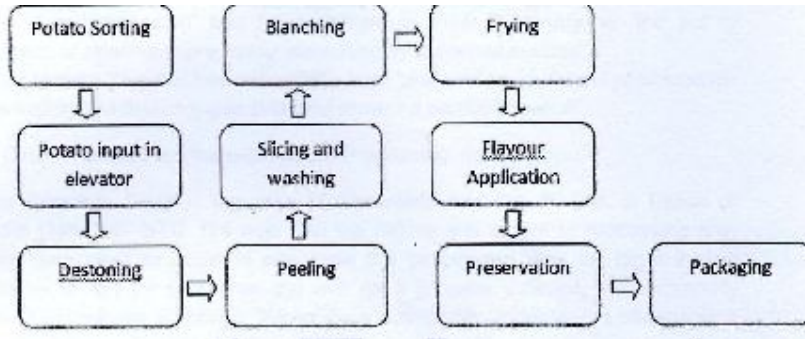 Potato Sorting
Potato input in
elevator
Destoning
Peeling
Slicing and
washing
Blanching
Frying
Flavour
Application
Preservation
Packaging